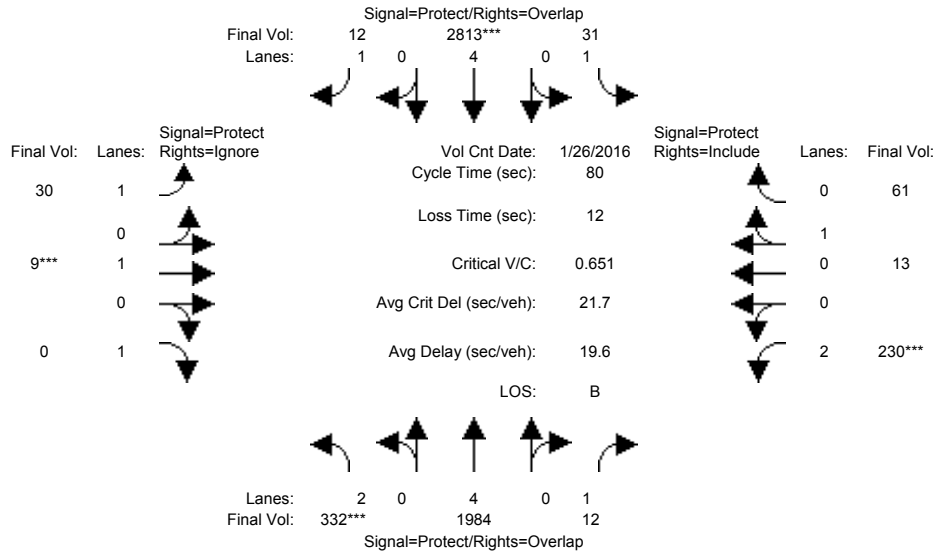 Signal=Protect/Rights=Overlap
Final Vol: 12 2813*** 31
Lanes: 1 0 4 0 1
Signal=Protect
Final Vol: Lanes: Rights=Ignore
Vol Cnt Date: 1/26/2016
Signal=Protect
Rights=Include Lanes: Final Vol:
Cycle Time (sec): 80
30 1
0 61
Loss Time (sec): 12
0
1
9*** 1
Critical V/C: 0.651
0 13
0
Avg Crit Del (sec/veh): 21.7
0
0 1
Avg Delay (sec/veh): 19.6
2 230***
LOS: B
Lanes: 2 0 4 0 1
Final Vol: 332*** 1984 12
Signal=Protect/Rights=Overlap